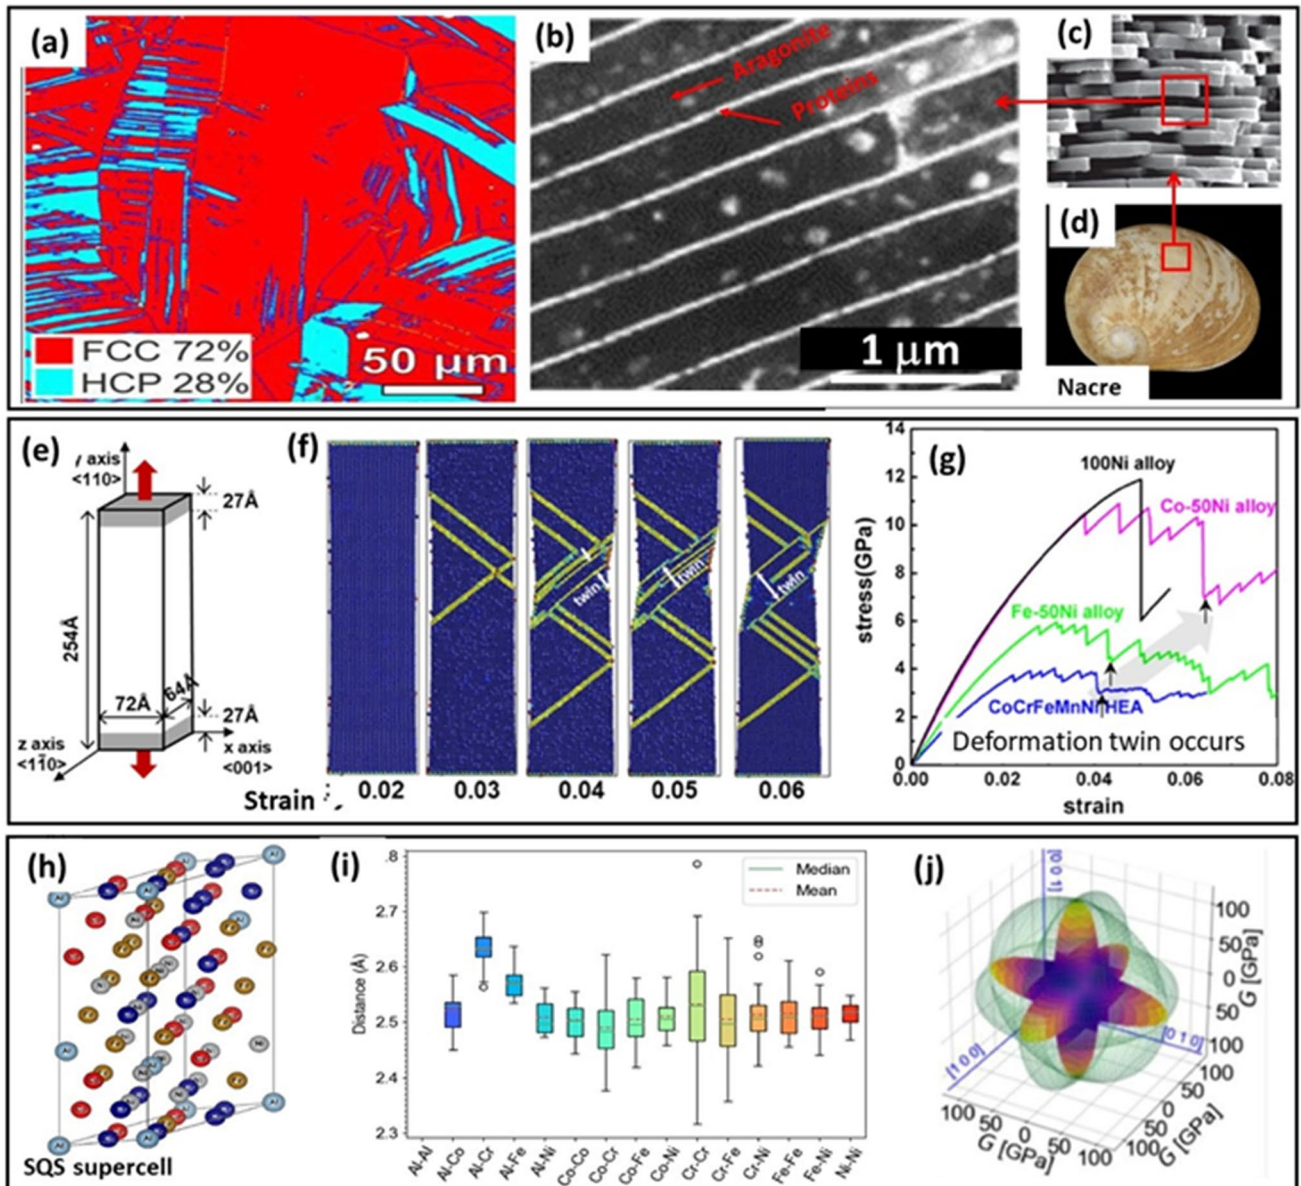 (a)
FCC 72%
HCP 28%
50 μm
(b)
Aragonite
Proteins
1 μm
(c)
(d)
Nacre
(e)
y axis
<110>
27Å
254Å
72Å
64Å
27Å
z axis
<11̄0>
x axis
<001>
(f)
twin
twin
twin
Strain
0.02
0.03
0.04
0.05
0.06
(g)
14
12
10
8
6
4
2
0
stress(GPa)
100Ni alloy
Co-50Ni alloy
Fe-50Ni alloy
CoCrFeMnNi HEA
Deformation twin occurs
0.00
0.02
0.04
0.06
0.08
strain
(h)
SQS supercell
(i)
.8
2.7
2.6
2.5
2.4
2.3
Distance (Å)
Median
Mean
Al-Al
Al-Co
Al-Cr
Al-Fe
Al-Ni
Co-Co
Co-Cr
Co-Fe
Co-Ni
Cr-Cr
Cr-Fe
Cr-Ni
Fe-Fe
Fe-Ni
Ni-Ni
(j)
[0 0 1]
[0 1 0]
[1 0 0]
100
50
0
50
100
G [GPa]
100
50
0
50
100
G [GPa]
100
50
0
50
100
G [GPa]